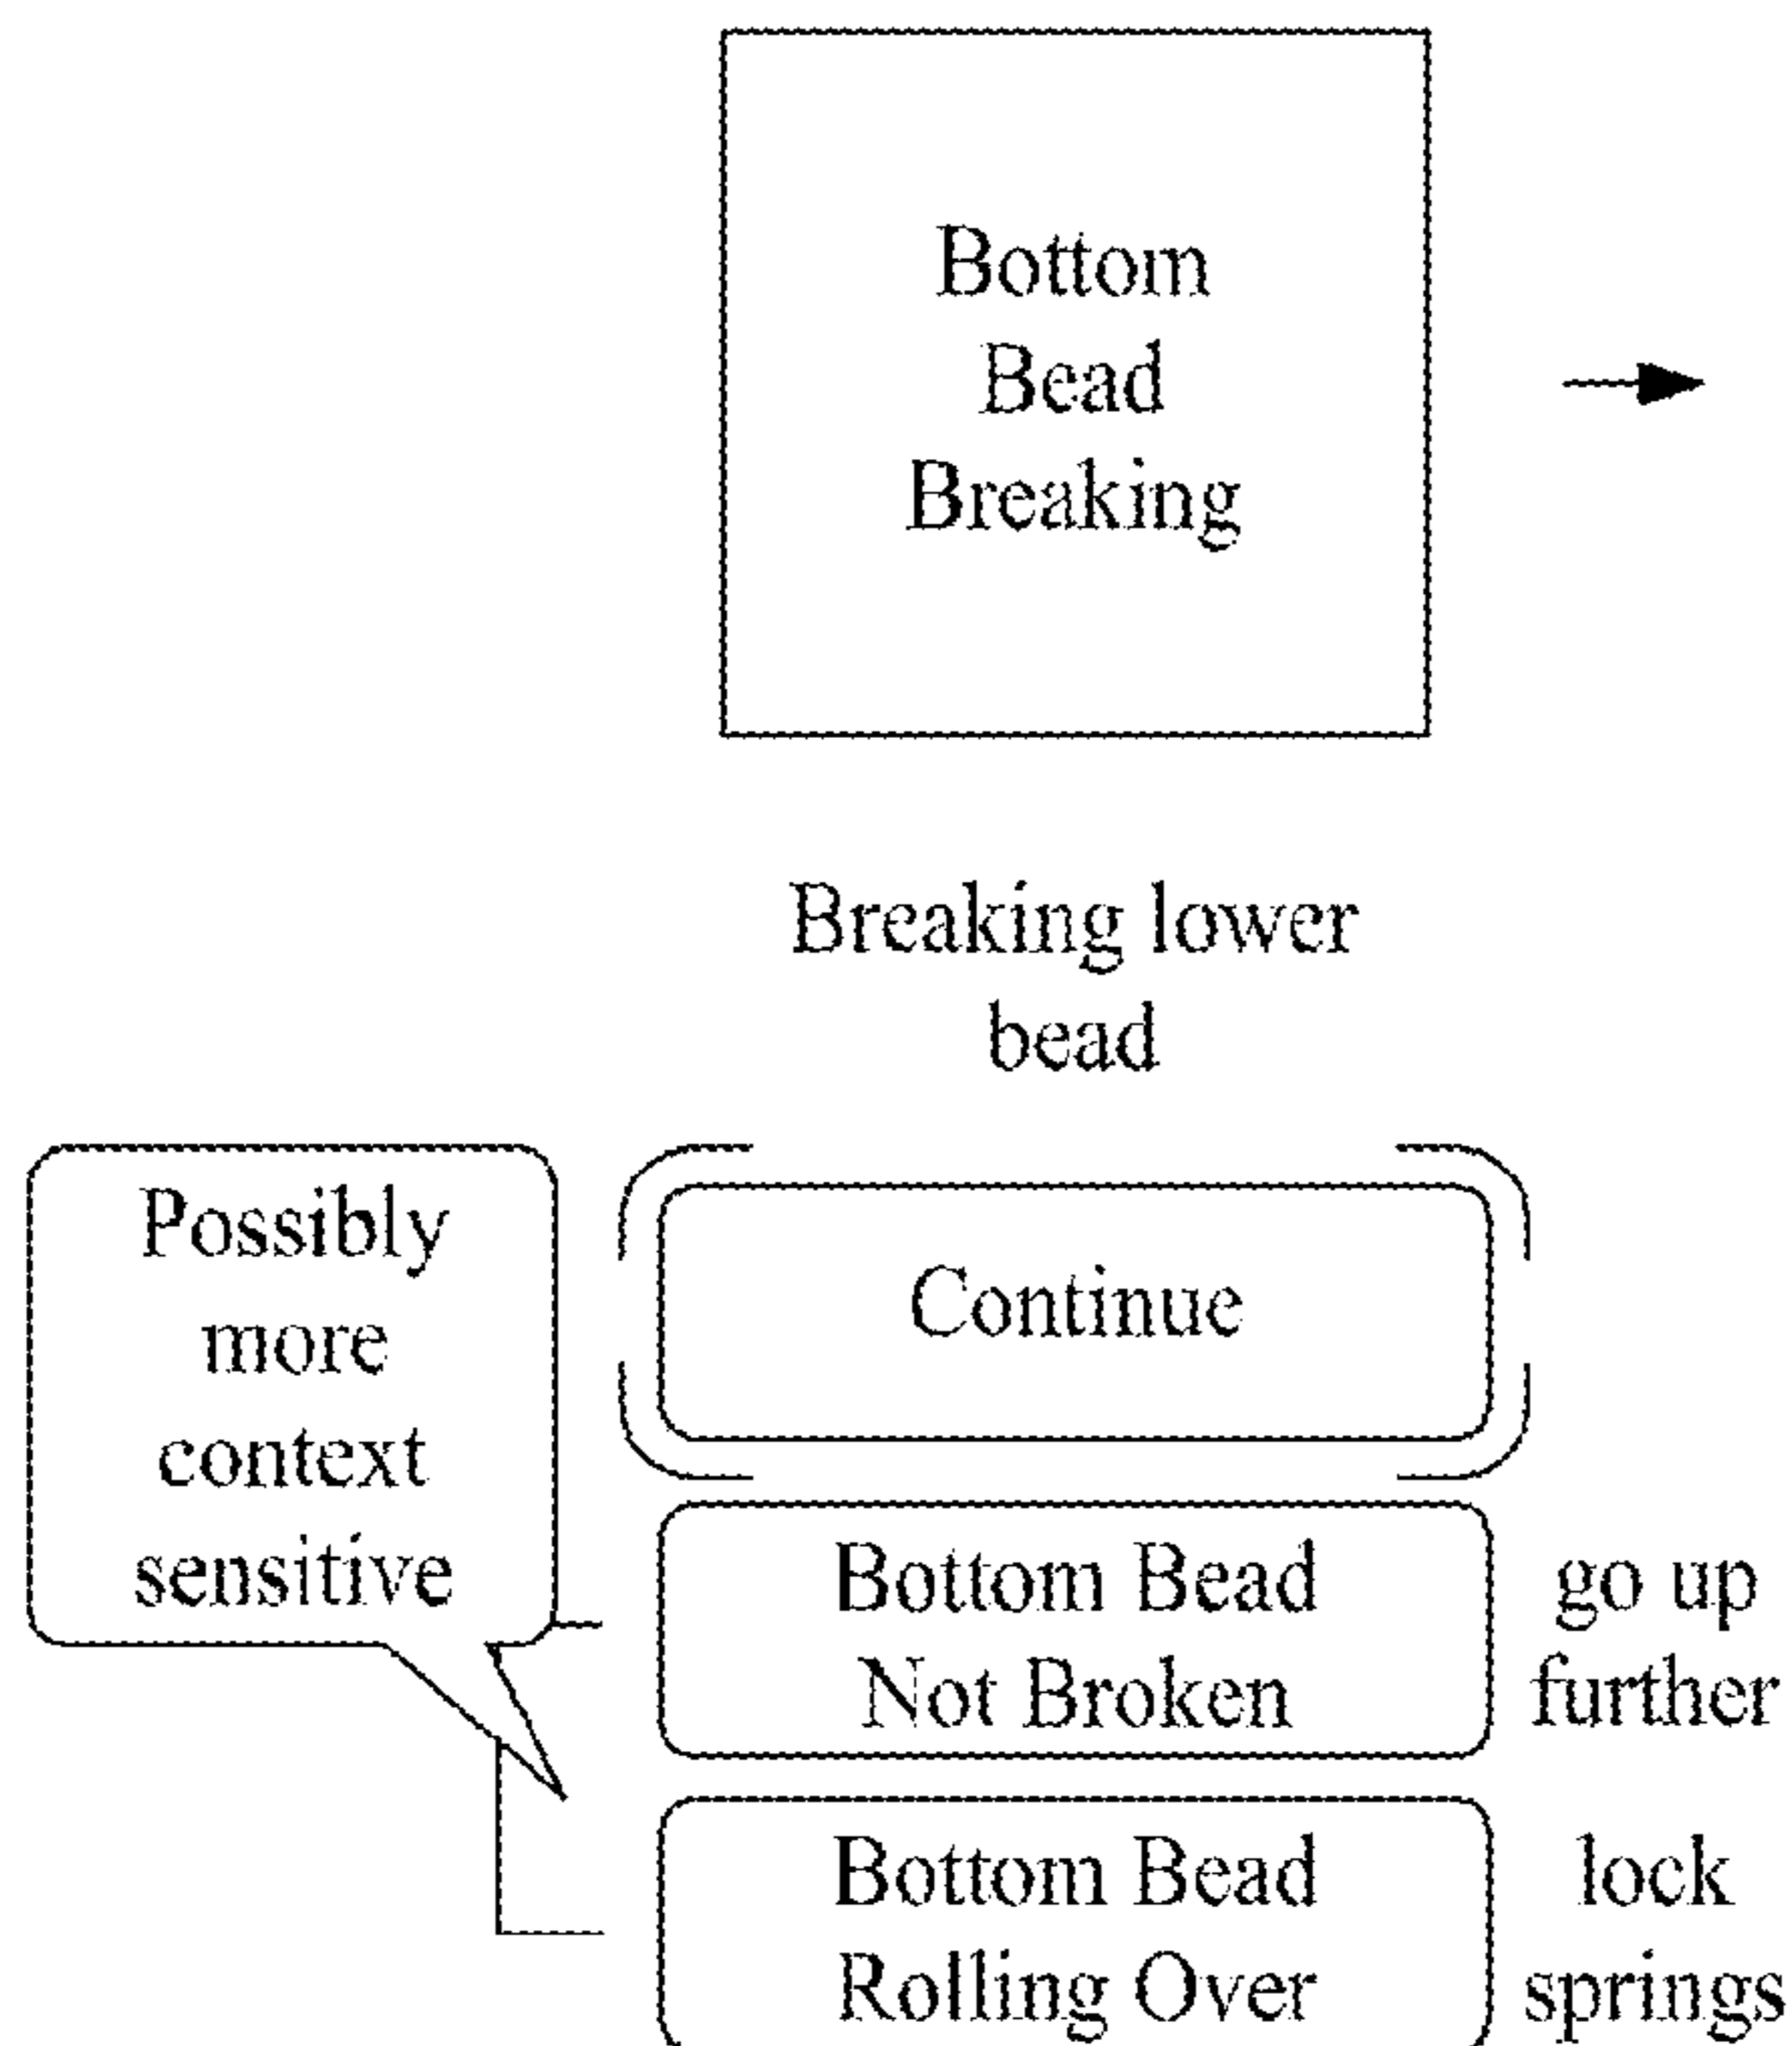 Bottom
Bead
Breaking
Breaking lower
bead
Possibly
more
context
sensitive
Continue
Bottom Bead
Not Broken
go up
further
Bottom Bead
Rolling Over
lock
springs